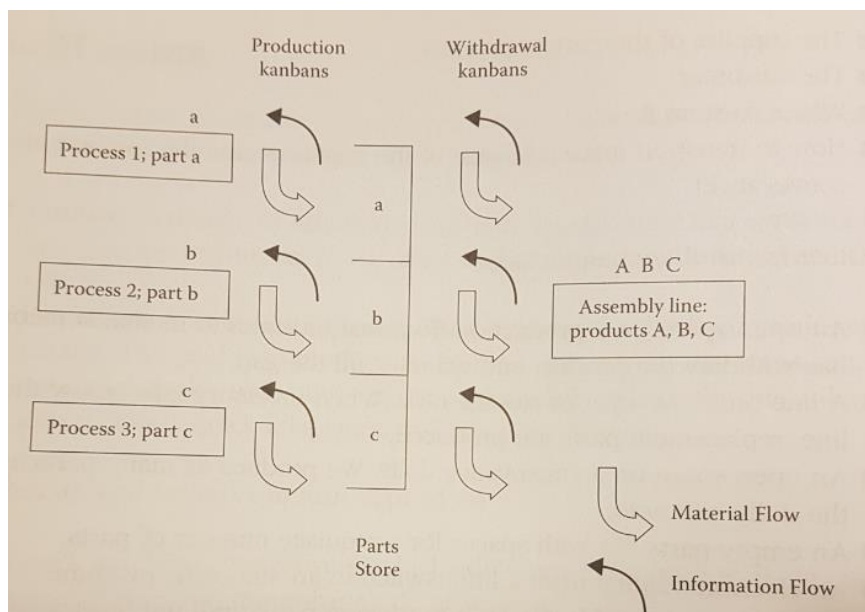 Production
kanbans
Withdrawal
kanbans
a
Process 1; part a
a
b
Process 2; part b
b
A B C
Assembly line:
products A, B, C
c
Process 3; part c
c
Parts
Store
Material Flow
Information Flow